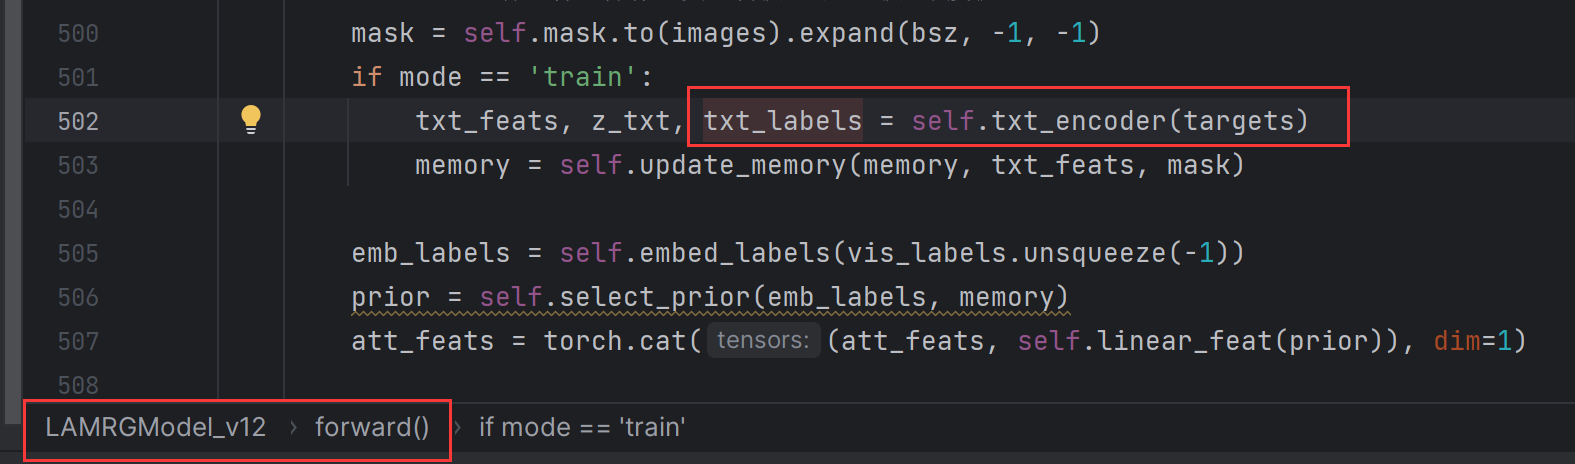 500 mask = self.mask.to(images).expand(bsz, -1, -1)
501 if mode == 'train':
502 txt_feats, z_txt, txt_labels = self.txt_encoder(targets)
503 memory = self.update_memory(memory, txt_feats, mask)
504
505 emb_labels = self.embed_labels(vis_labels.unsqueeze(-1))
506 prior = self.select_prior(emb_labels, memory)
507 att_feats = torch.cat( tensors: (att_feats, self.linear_feat(prior)), dim=1)
508
LAMRGModel_v12 › forward() › if mode == 'train'